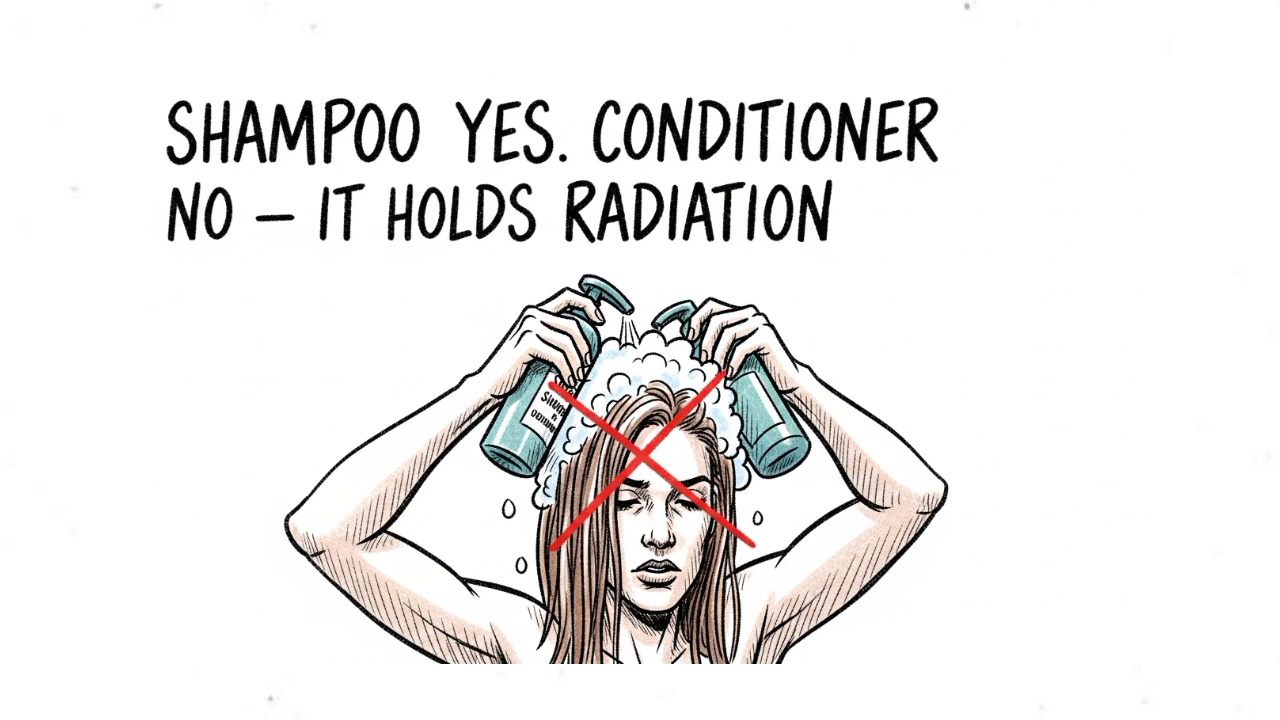 SHAMPOO YES. CONDITIONER
NO – IT HOLDS RADIATION